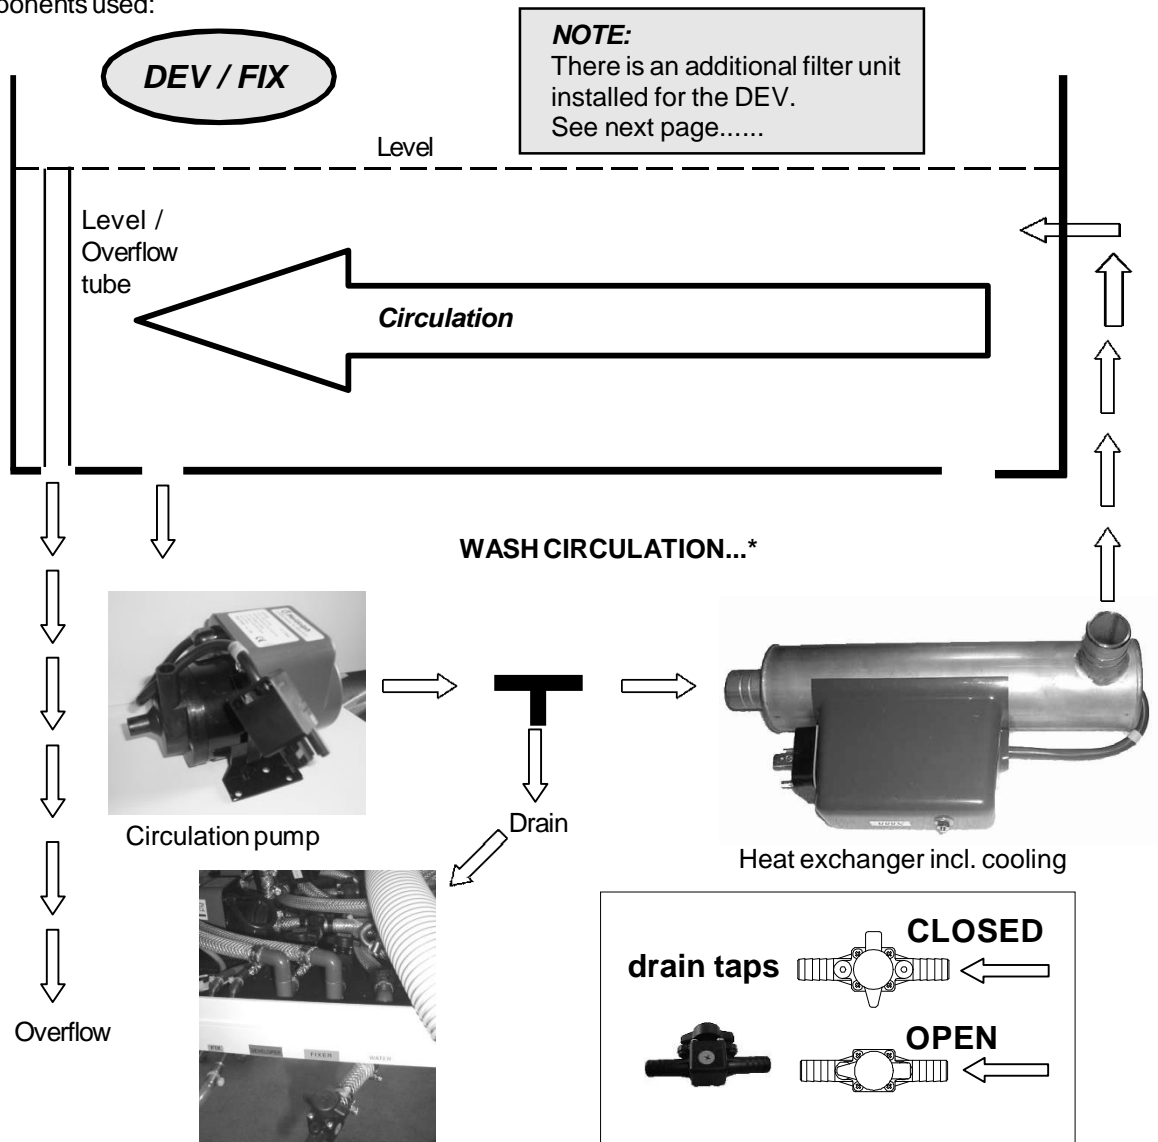 ponents used:
DEV / FIX
NOTE:
There is an additional filter unit
installed for the DEV.
See next page......
Level
Level /
Overflow
tube
Circulation
WASH CIRCULATION...*
Circulation pump
Drain
Heat exchanger incl. cooling
Overflow
DEVELOPER
FIXER
WATER
drain taps
CLOSED
OPEN